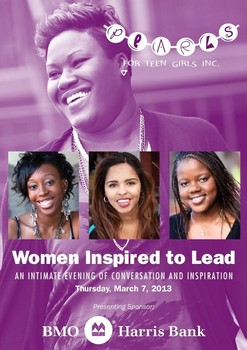 PEARLS
FOR TEEN GIRLS INC.
Women Inspired to Lead
AN INTIMATE EVENING OF CONVERSATION AND INSPIRATION
Thursday, March 7, 2013
Presenting Sponsor:
BMO Harris Bank